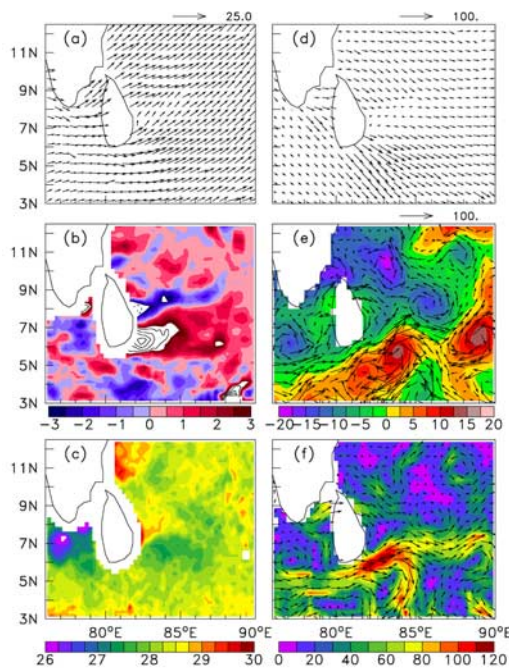 25.0 100.
(a) (d)
11N
9N
7N
5N
3N
100.
(b) (e)
11N
9N
7N
5N
3N
-3 -2 -1 0 1 2 3 -20 -15 -10 -5 0 5 10 15 20
(c) (f)
11N
9N
7N
5N
3N
80°E 85°E 90°E 80°E 85°E 90°E
26 27 28 29 30 0 20 40 60 80 100 120